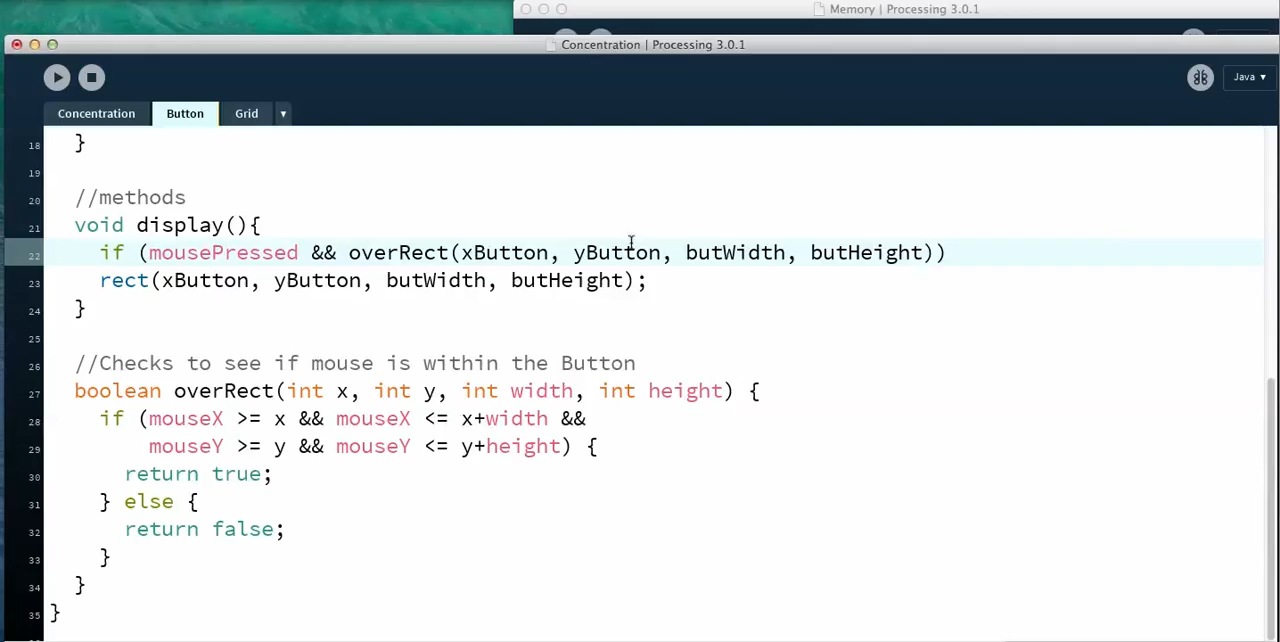 Memory | Processing 3.0.1
Concentration | Processing 3.0.1
Java ▾
Concentration Button Grid ▾
18 }
19
20 //methods
21 void display(){
22 if (mousePressed && overRect(xButton, yButton, butWidth, butHeight))
23 rect(xButton, yButton, butWidth, butHeight);
24 }
25
26 //Checks to see if mouse is within the Button
27 boolean overRect(int x, int y, int width, int height) {
28 if (mouseX >= x && mouseX <= x+width &&
29 mouseY >= y && mouseY <= y+height) {
30 return true;
31 } else {
32 return false;
33 }
34 }
35 }